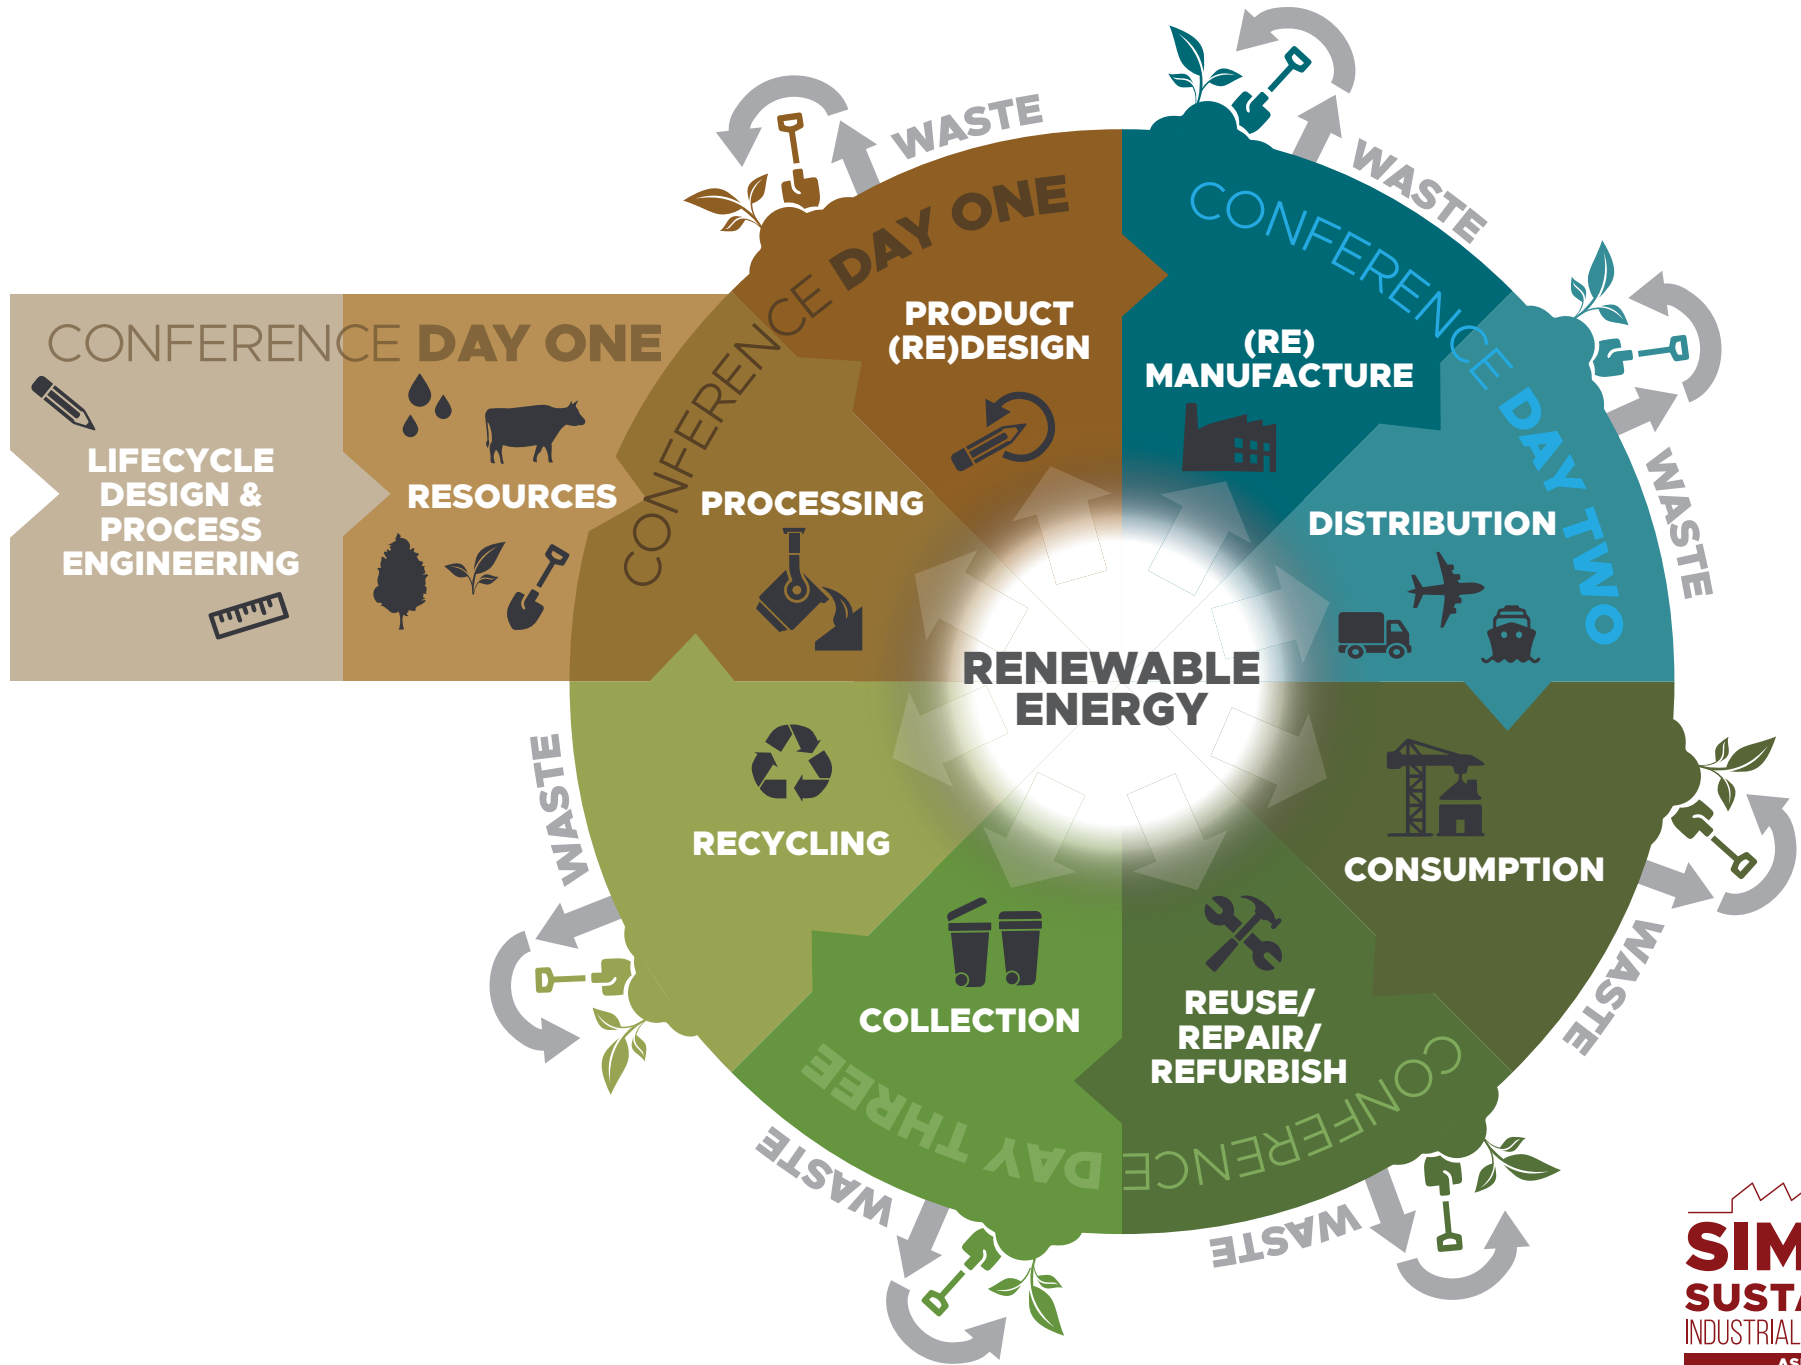 CONFERENCE DAY ONE
LIFECYCLE
DESIGN &
PROCESS
ENGINEERING
RESOURCES
CONFERENCE DAY ONE
PROCESSING
PRODUCT
(RE)DESIGN
WASTE
CONFERENCE DAY TWO
(RE)
MANUFACTURE
WASTE
DISTRIBUTION
WASTE
RENEWABLE
ENERGY
CONSUMPTION
WASTE
CONFERENCE DAY THREE
REUSE/
REPAIR/
REFURBISH
WASTE
COLLECTION
WASTE
RECYCLING
WASTE
SIM
SUSTA
INDUSTRIAL
AS